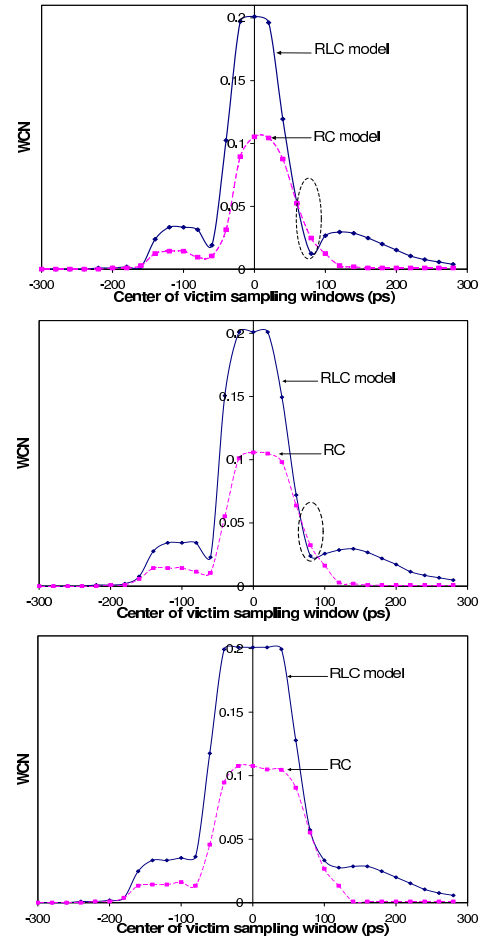 0.2
RLC model
0.15
WCN
RC model
0.1
0.05
0
-300 -200 -100 0 100 200 300
Center of victim sampling windows (ps)
0.2
RLC model
0.15
WCN
RC
0.1
0.05
0
-300 -200 -100 0 100 200 300
Center of victim sampling window (ps)
0.2
RLC model
0.15
WCN
RC
0.1
0.05
0
-300 -200 -100 0 100 200 300
Center of victim sampling window (ps)